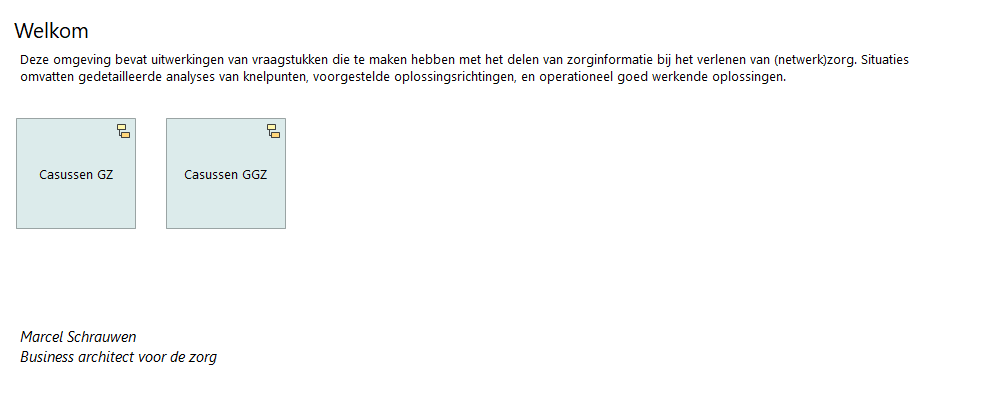 Welkom
Deze omgeving bevat uitwerkingen van vraagstukken die te maken hebben met het delen van zorginformatie bij het verlenen van (netwerk)zorg. Situaties
omvatten gedetailleerde analyses van knelpunten, voorgestelde oplossingsrichtingen, en operationeel goed werkende oplossingen.
Casussen GZ
Casussen GGZ
Marcel Schrauwen
Business architect voor de zorg